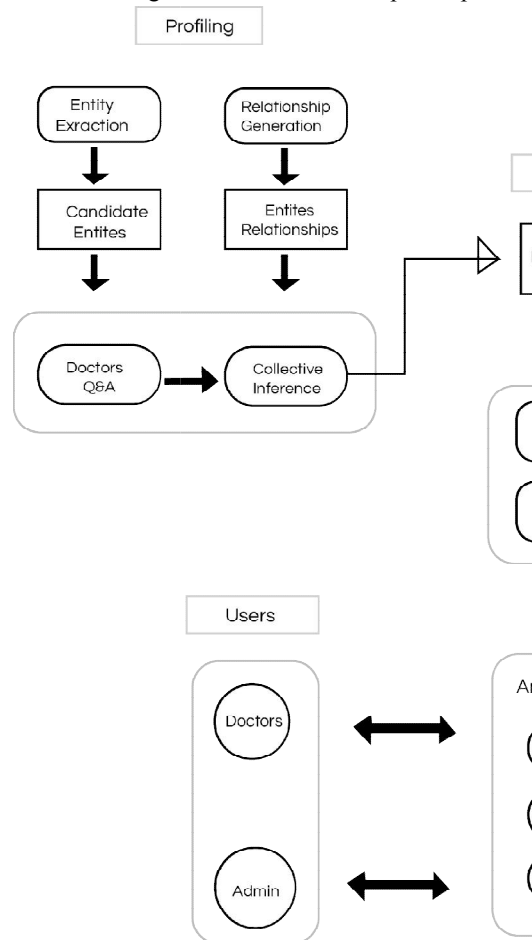 Profiling
Entity
Exraction
Relationship
Generation
Candidate
Entites
Entites
Relationships
Doctors
Q&A
Collective
Inference
Users
Doctors
Admin